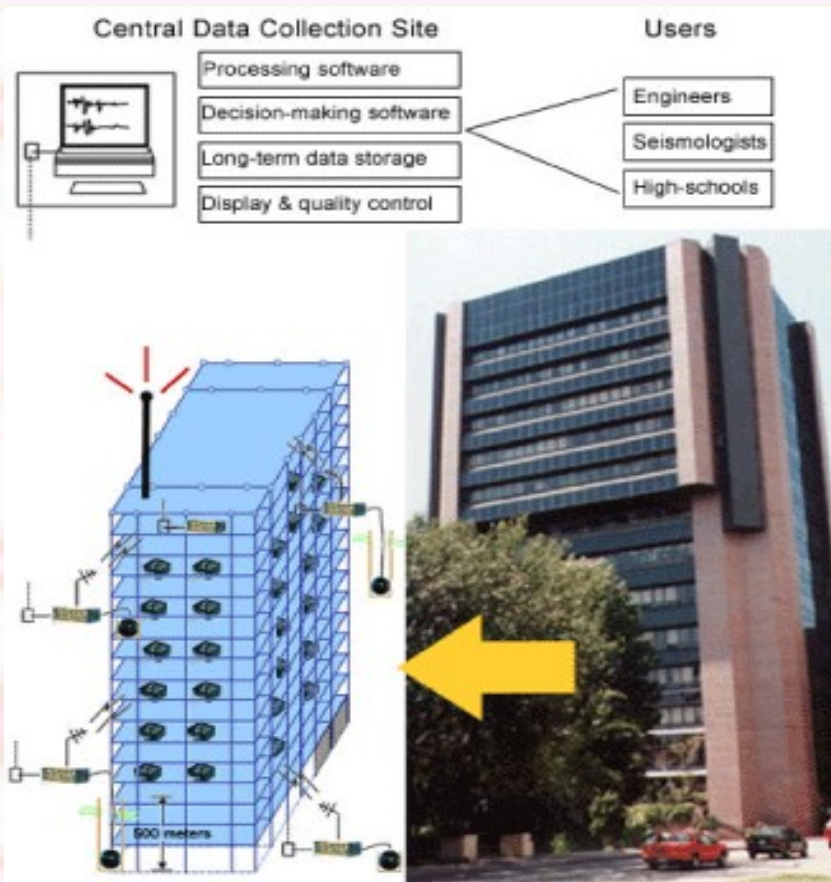 Central Data Collection Site
Users
Processing software
Decision-making software
Long-term data storage
Display & quality control
Engineers
Seismologists
High-schools
500 meters